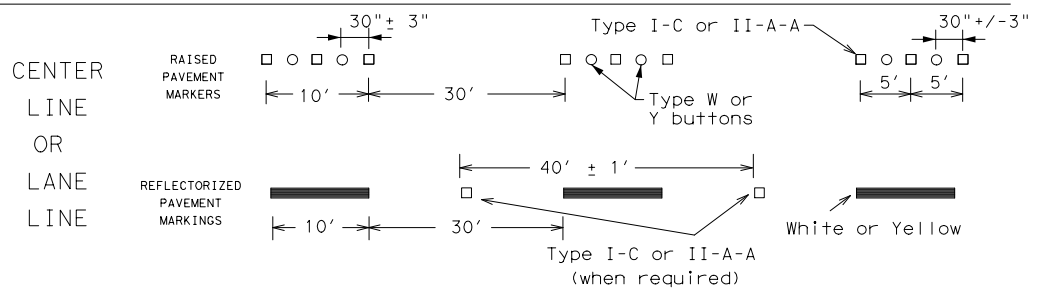 CENTER
LINE
OR
LANE
LINE
RAISED
PAVEMENT
MARKERS
30"± 3"
Type I-C or II-A-A
30"+/-3"
10'
30'
Type W or
Y buttons
5'
5'
REFLECTORIZED
PAVEMENT
MARKINGS
40' ± 1'
10'
30'
Type I-C or II-A-A
(when required)
White or Yellow